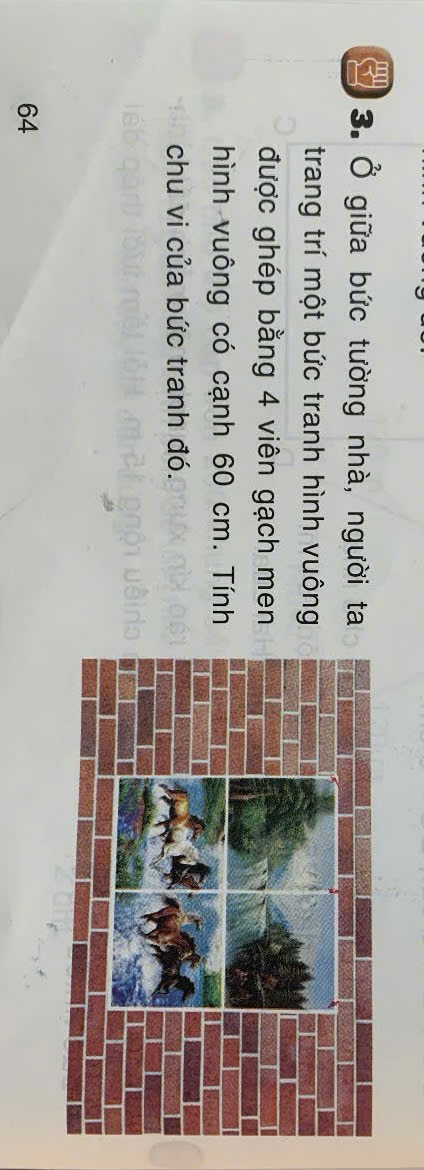 3. Ở giữa bức tường nhà, người ta
trang trí một bức tranh hình vuông
được ghép bằng 4 viên gạch men
hình vuông có cạnh 60 cm. Tính
chu vi của bức tranh đó.
64